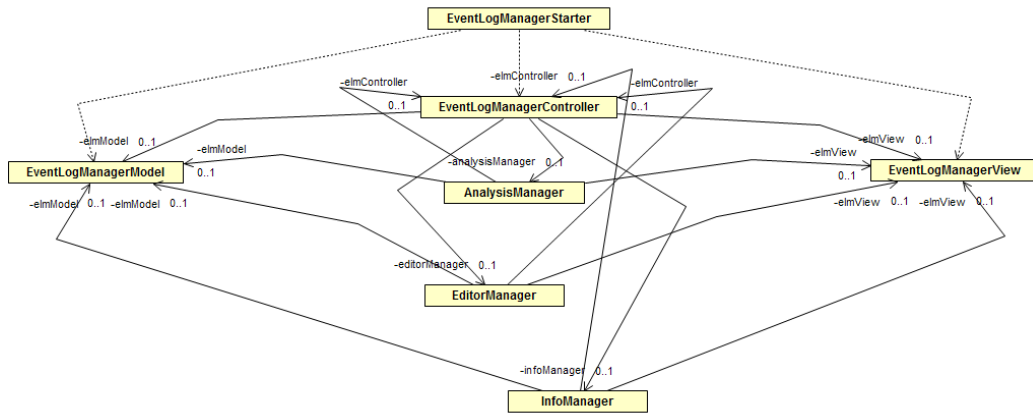 EventLogManagerStarter
-elmController 0..1 -elmController 0..1 -elmController
0..1 EventLogManagerController 0..1
-elmModel 0..1 -elmView 0..1
-elmModel -analysisManager 0..1 -elmView
EventLogManagerModel 0..1 AnalysisManager 0..1 EventLogManagerView
-elmModel 0..1 -elmModel 0..1 -elmView 0..1 -elmView 0..1
-editorManager 0..1
EditorManager
-infoManager 0..1
InfoManager